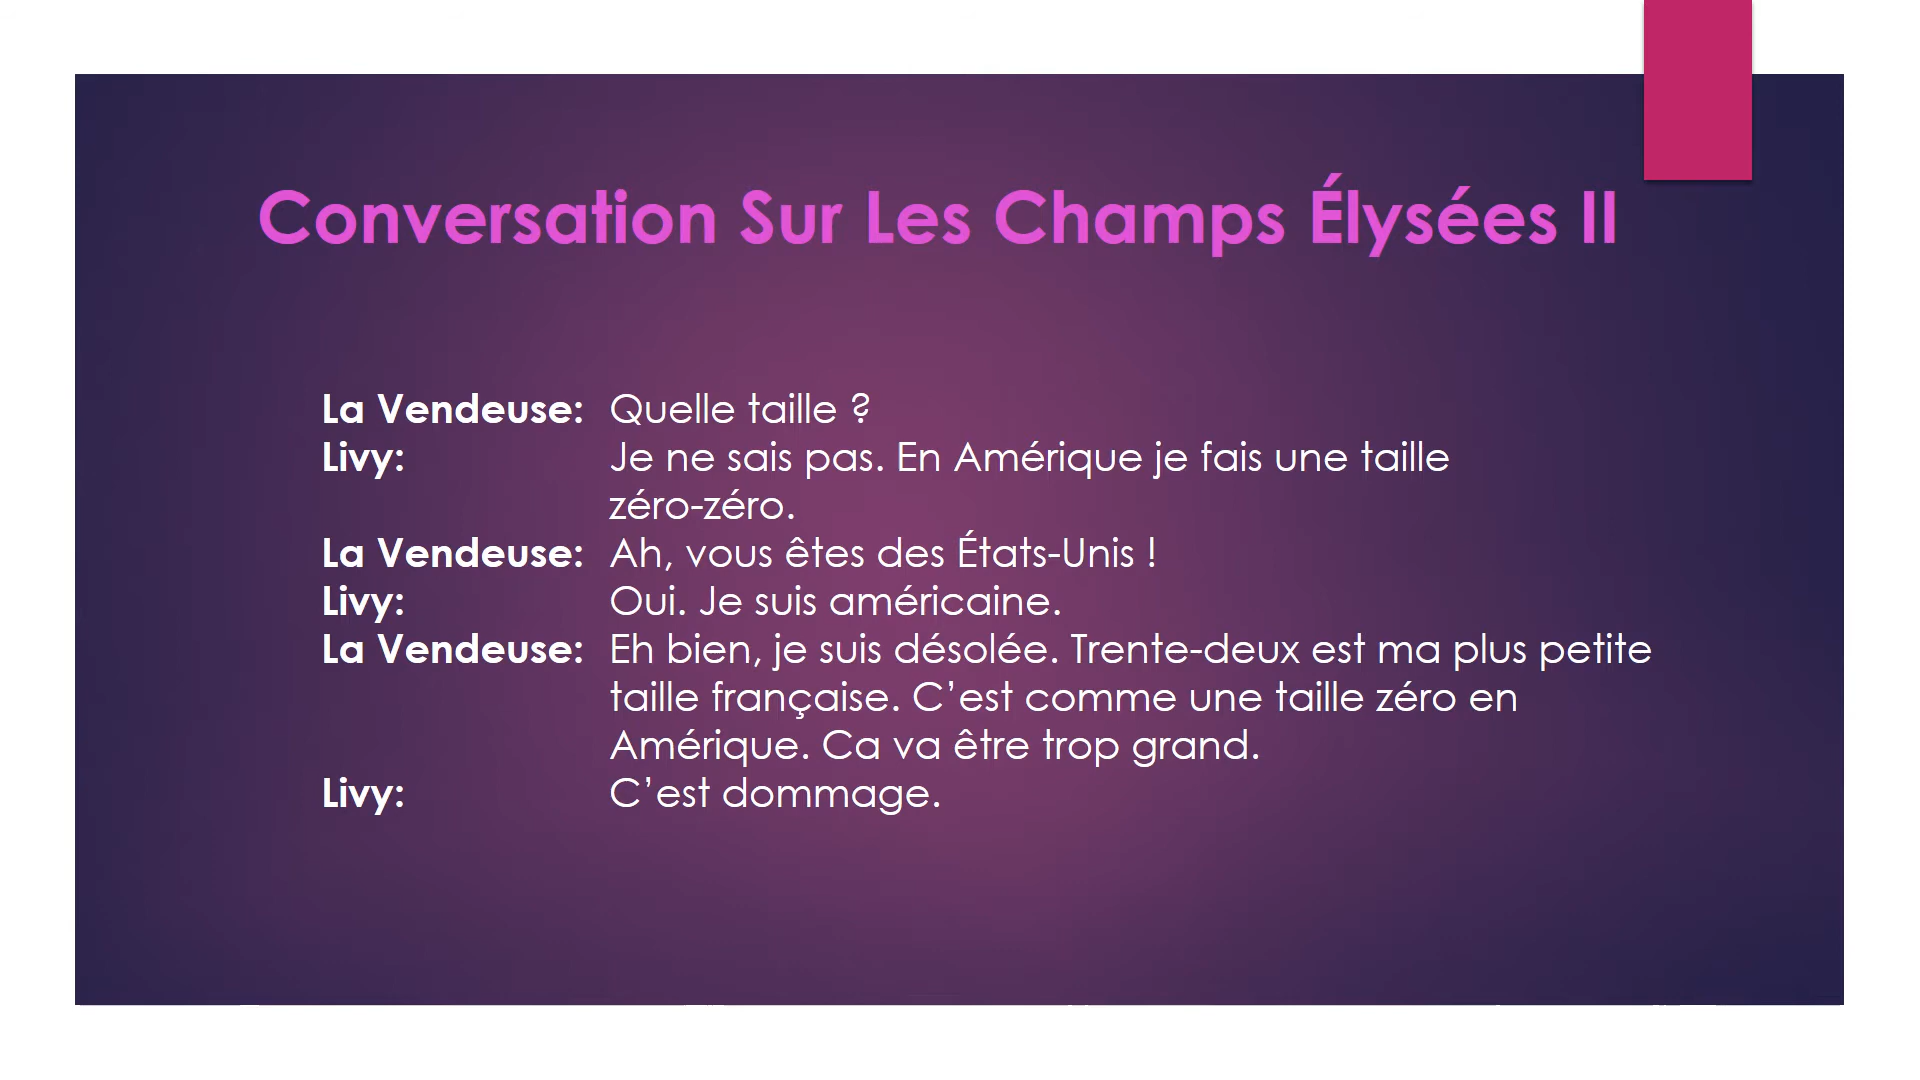 Conversation Sur Les Champs Élysées II
La Vendeuse: Quelle taille ?
Livy: Je ne sais pas. En Amérique je fais une taille
zéro-zéro.
La Vendeuse: Ah, vous êtes des États-Unis !
Livy: Oui. Je suis américaine.
La Vendeuse: Eh bien, je suis désolée. Trente-deux est ma plus petite
taille française. C’est comme une taille zéro en
Amérique. Ca va être trop grand.
Livy: C’est dommage.